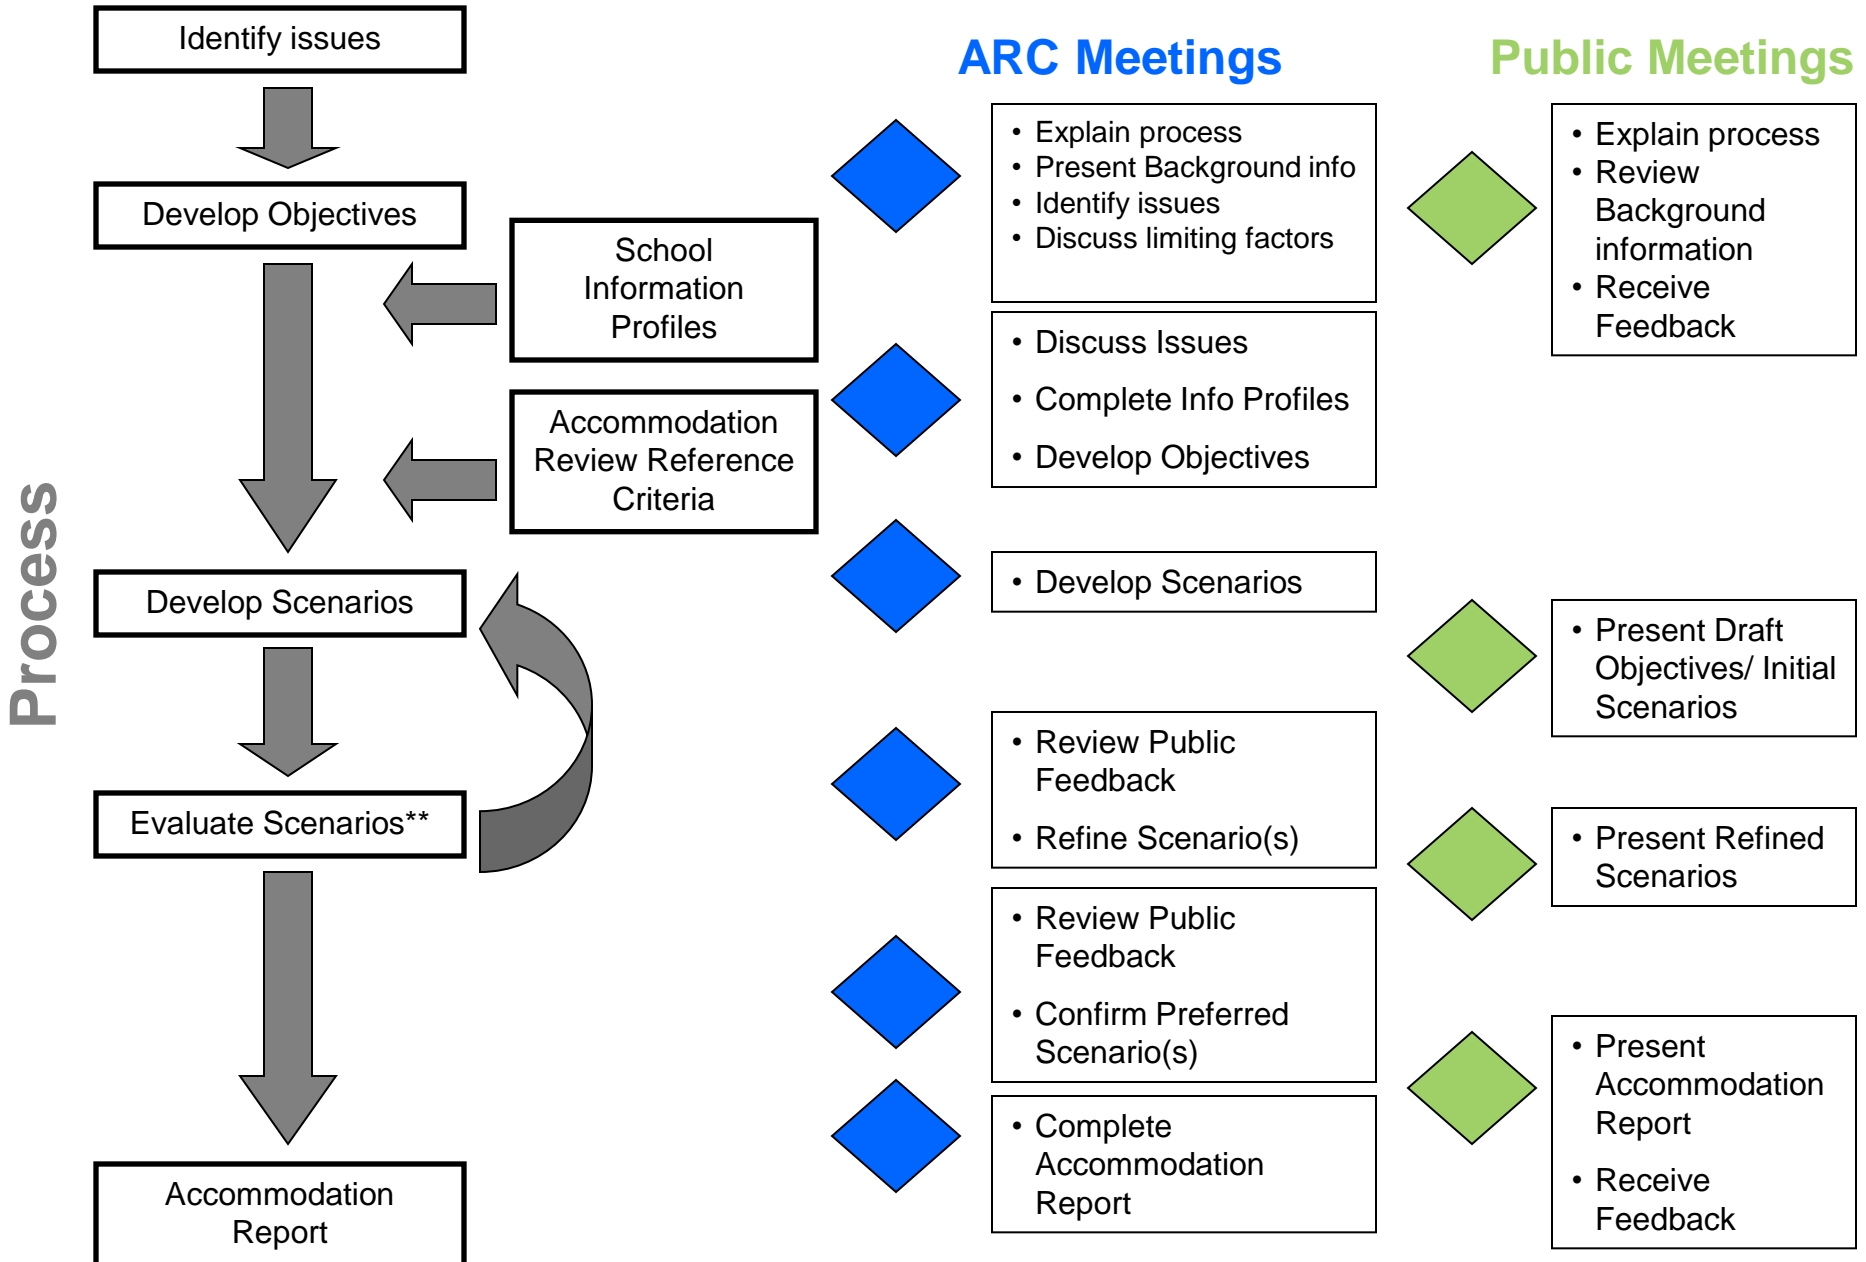 Process
Identify issues
Develop Objectives
School
Information
Profiles
Accommodation
Review Reference
Criteria
Develop Scenarios
Evaluate Scenarios**
Accommodation
Report
ARC Meetings
• Explain process
• Present Background info
• Identify issues
• Discuss limiting factors
• Discuss Issues
• Complete Info Profiles
• Develop Objectives
• Develop Scenarios
• Review Public
Feedback
• Refine Scenario(s)
• Review Public
Feedback
• Confirm Preferred
Scenario(s)
• Complete
Accommodation
Report
Public Meetings
• Explain process
• Review
Background
information
• Receive
Feedback
• Present Draft
Objectives/ Initial
Scenarios
• Present Refined
Scenarios
• Present
Accommodation
Report
• Receive
Feedback